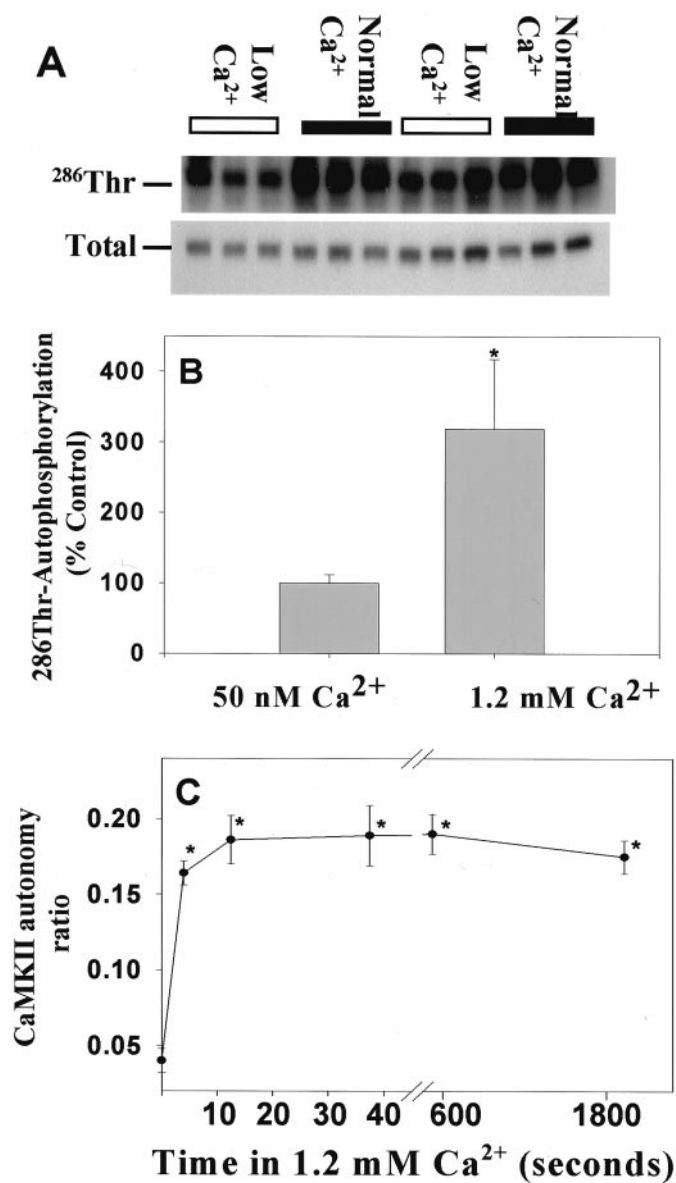 A
Low
Ca²⁺
Normal
Ca²⁺
Low
Ca²⁺
Normal
Ca²⁺
²⁸⁶Thr
Total
B
286Thr-Autophosphorylation
(% Control)
400
300
200
100
0
*
50 nM Ca²⁺
1.2 mM Ca²⁺
C
CaMKII autonomy
ratio
0.20
0.15
0.10
0.05
* * * * *
10 20 30 40 600 1800
Time in 1.2 mM Ca²⁺ (seconds)